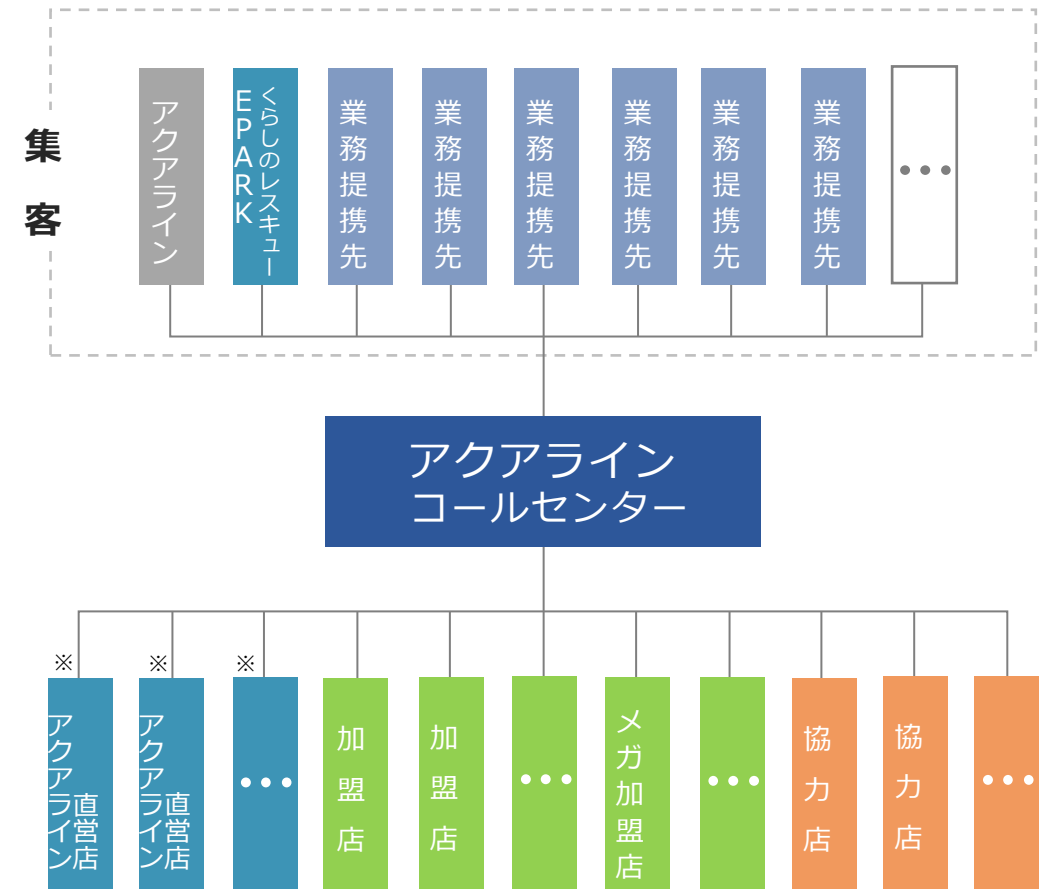 集客
アクアライン
くらしのレスキュー
EPARK
業務提携先
業務提携先
業務提携先
業務提携先
業務提携先
業務提携先
•••
アクアライン
コールセンター
※
※
※
アクアライン
直営店
アクアライン
直営店
•••
加盟店
加盟店
•••
メガ加盟店
•••
協力店
協力店
•••